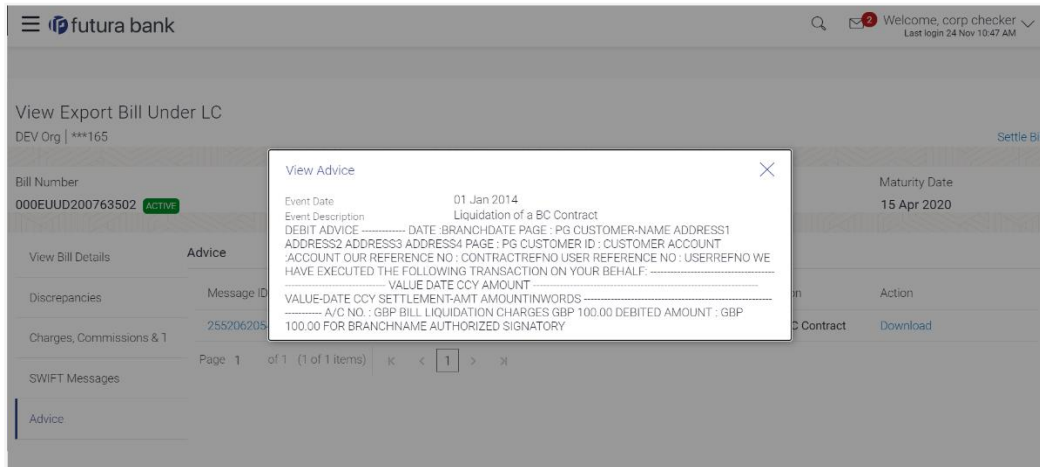 futura bank
2
Welcome, corp checker
Last login 24 Nov 10:47 AM
View Export Bill Under LC
DEV Org | ***165
Settle Bi
Bill Number
Maturity Date
000EUUD200763502 ACTIVE
15 Apr 2020
View Advice
Event Date 01 Jan 2014
Event Description Liquidation of a BC Contract
DEBIT ADVICE ------------- DATE :BRANCHDATE PAGE : PG CUSTOMER-NAME ADDRESS1
ADDRESS2 ADDRESS3 ADDRESS4 PAGE : PG CUSTOMER ID : CUSTOMER ACCOUNT
:ACCOUNT OUR REFERENCE NO : CONTRACTREFNO USER REFERENCE NO : USERREFNO WE
HAVE EXECUTED THE FOLLOWING TRANSACTION ON YOUR BEHALF: -------------------------------------
------------------------------ VALUE DATE CCY AMOUNT -------------------------------------------------------------------
VALUE-DATE CCY SETTLEMENT-AMT AMOUNTINWORDS --------------------------------------------------------
----------- A/C NO. : GBP BILL LIQUIDATION CHARGES GBP 100.00 DEBITED AMOUNT : GBP
100.00 FOR BRANCHNAME AUTHORIZED SIGNATORY
View Bill Details
Discrepancies
Charges, Commissions & T
SWIFT Messages
Advice
Advice
Message ID
Action
255206205
C Contract
Download
Page 1 of 1 (1 of 1 items) 1